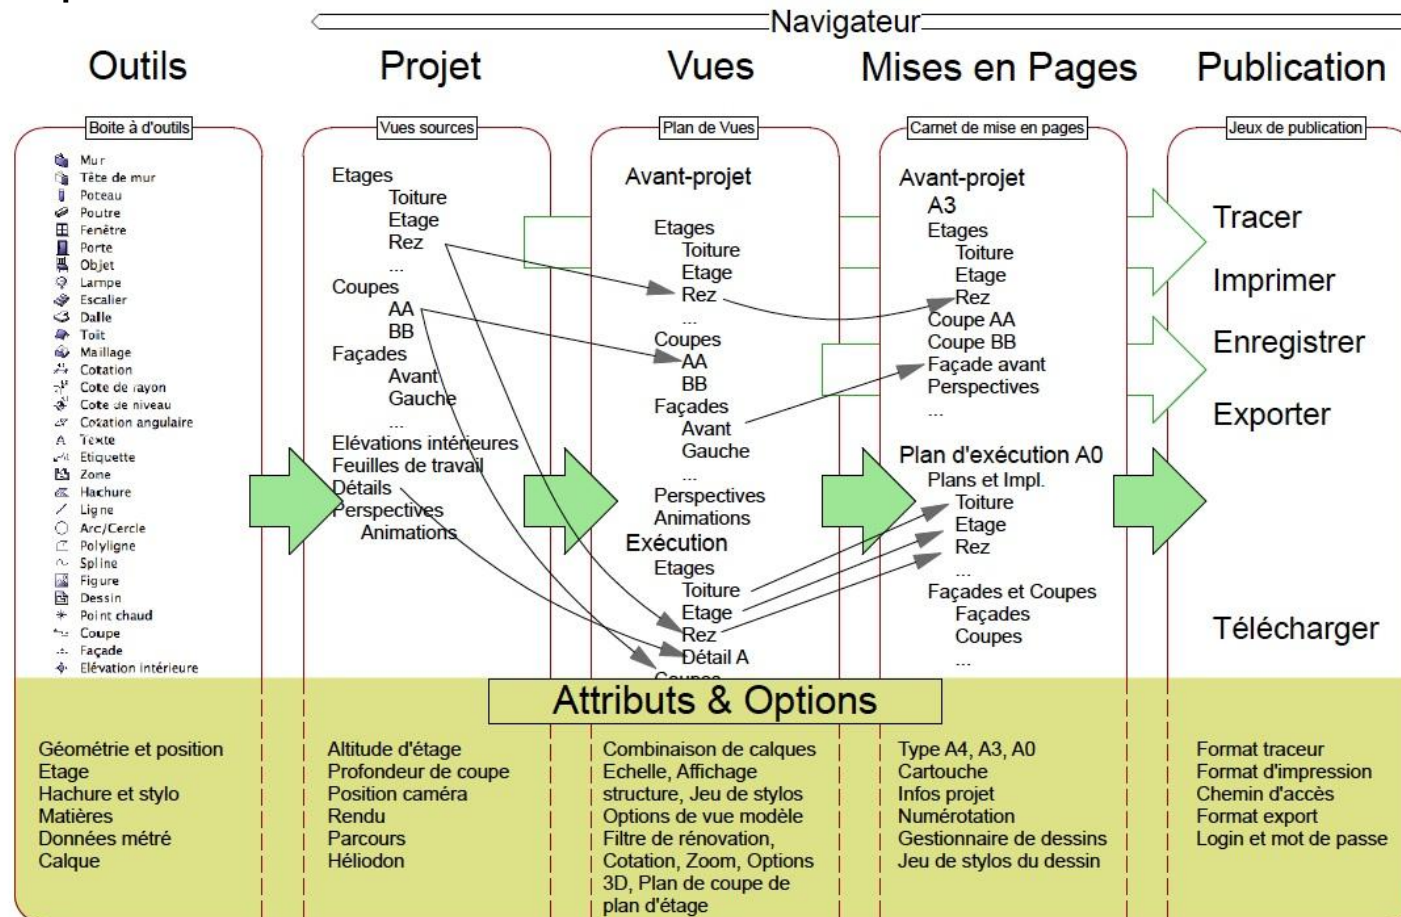 Navigateur
Outils
Projet
Vues
Mises en Pages
Publication
Boite à d'outils
Mur
Tête de mur
Poteau
Poutre
Fenêtre
Porte
Objet
Lampe
Escalier
Dalle
Toit
Maillage
Cotation
Cote de rayon
Cote de niveau
Cotation angulaire
Texte
Etiquette
Zone
Hachure
Ligne
Arc/Cercle
Polyligne
Spline
Figure
Dessin
Point chaud
Coupe
Façade
Elévation intérieure
Vues sources
Etages
Toiture
Etage
Rez
...
Coupes
AA
BB
Façades
Avant
Gauche
...
Elévations intérieures
Feuilles de travail
Détails
Perspectives
Animations
Plan de Vues
Avant-projet
Etages
Toiture
Etage
Rez
...
Coupes
AA
BB
Façades
Avant
Gauche
...
Perspectives
Animations
Exécution
Etages
Toiture
Etage
Rez
Détail A
Coupes
Carnet de mise en pages
Avant-projet
A3
Etages
Toiture
Etage
Rez
Coupe AA
Coupe BB
Façade avant
Perspectives
...
Plan d'exécution A0
Plans et Impl.
Toiture
Etage
Rez
...
Façades et Coupes
Façades
Coupes
...
Jeux de publication
Tracer
Imprimer
Enregistrer
Exporter
Télécharger
Attributs & Options
Géométrie et position
Etage
Hachure et stylo
Matières
Données métré
Calque
Altitude d'étage
Profondeur de coupe
Position caméra
Rendu
Parcours
Héliodon
Combinaison de calques
Echelle, Affichage
structure, Jeu de stylos
Options de vue modèle
Filtre de rénovation,
Cotation, Zoom, Options
3D, Plan de coupe de
plan d'étage
Type A4, A3, A0
Cartouche
Infos projet
Numérotation
Gestionnaire de dessins
Jeu de stylos du dessin
Format traceur
Format d'impression
Chemin d'accès
Format export
Login et mot de passe